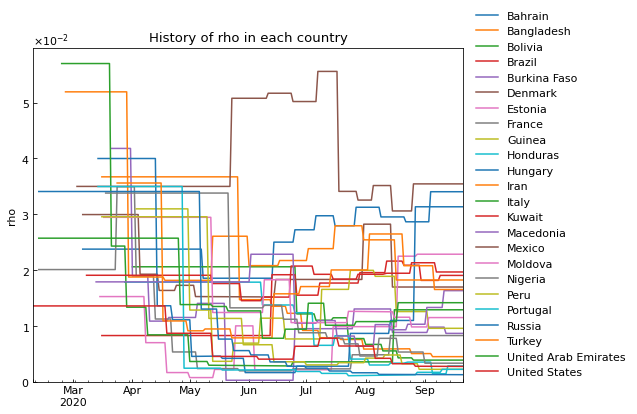 ×10⁻²
History of rho in each country
5
4
3
2
1
0
rho
Mar
2020
Apr
May
Jun
Jul
Aug
Sep
Bahrain
Bangladesh
Bolivia
Brazil
Burkina Faso
Denmark
Estonia
France
Guinea
Honduras
Hungary
Iran
Italy
Kuwait
Macedonia
Mexico
Moldova
Nigeria
Peru
Portugal
Russia
Turkey
United Arab Emirates
United States